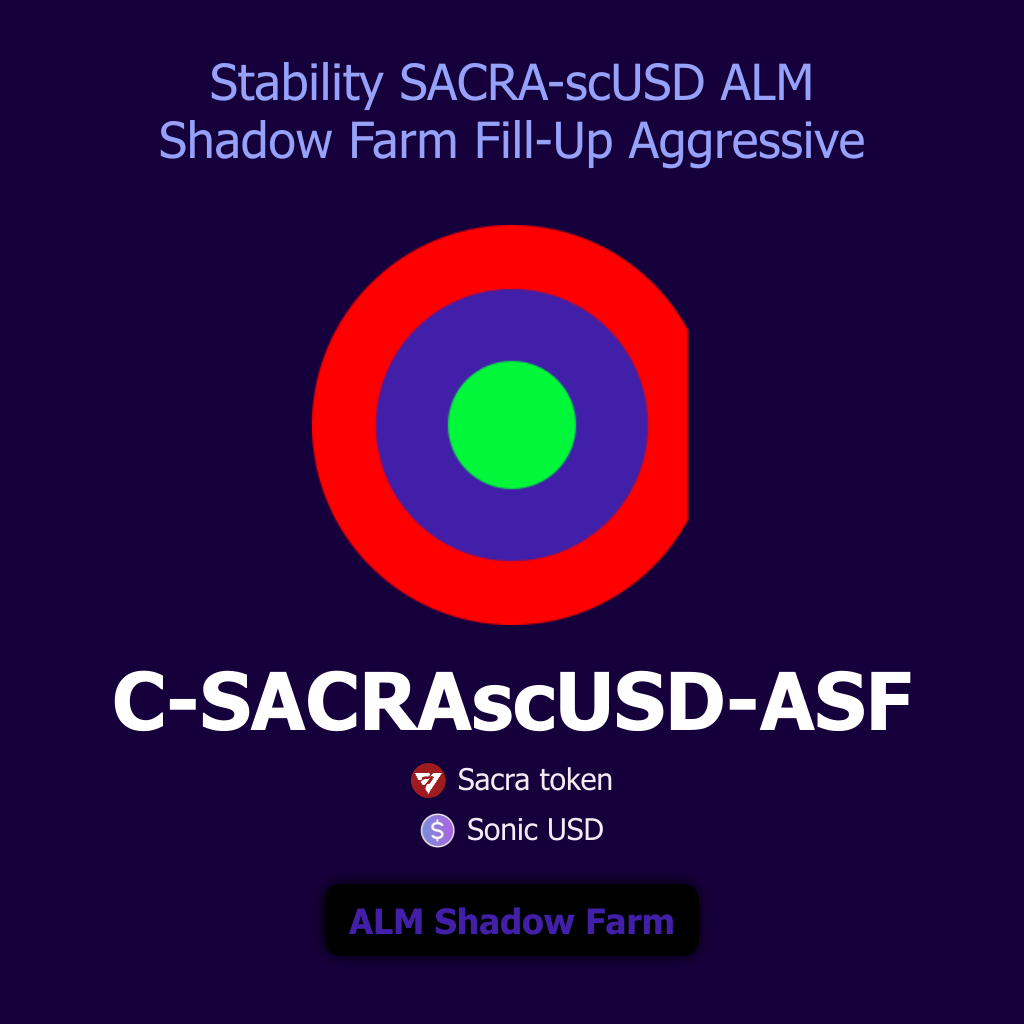 Stability SACRA-scUSD ALM
Shadow Farm Fill-Up Aggressive
C-SACRAscUSD-ASF
Sacra token
$ Sonic USD
ALM Shadow Farm